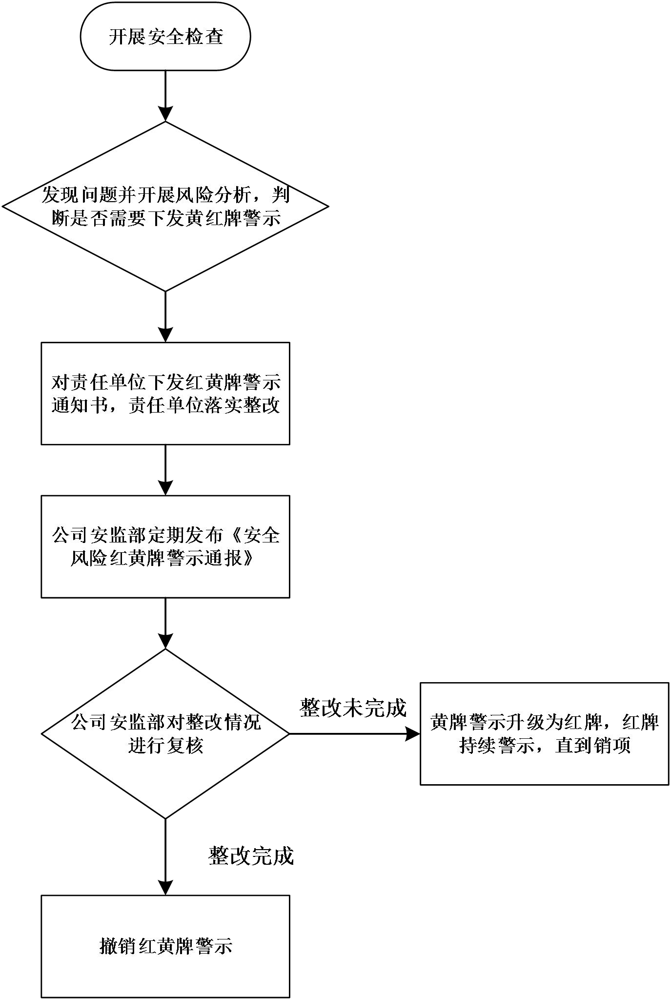 开展安全检查
发现问题并开展风险分析，判
断是否需要下发黄红牌警示
对责任单位下发红黄牌警示
通知书，责任单位落实整改
公司安监部定期发布《安全
风险红黄牌警示通报》
公司安监部对整改情况
进行复核
整改未完成
黄牌警示升级为红牌，红牌
持续警示，直到销项
整改完成
撤销红黄牌警示